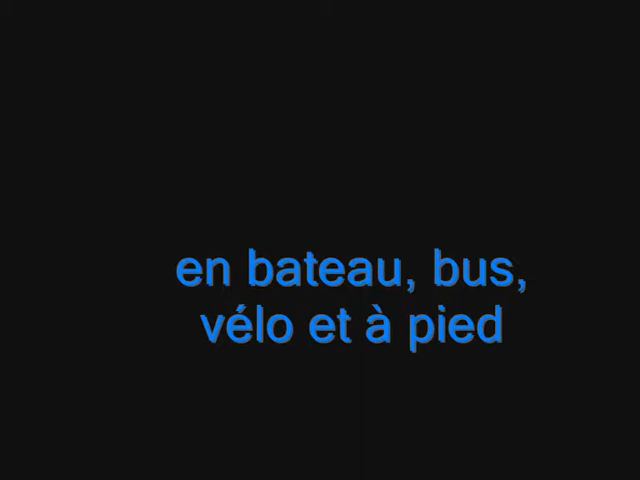 en bateau, bus,
vélo et à pied